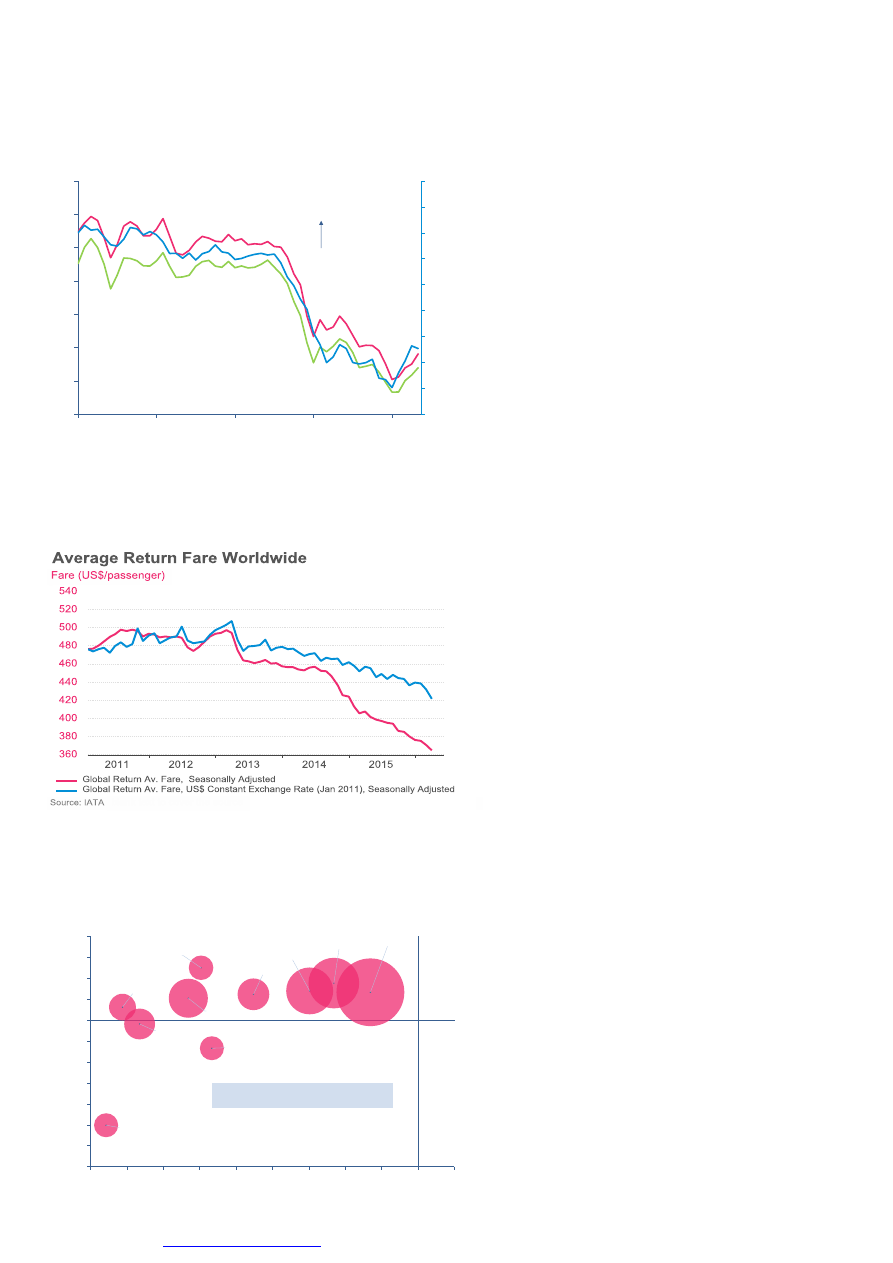 Average Return Fare Worldwide
Fare (US$/passenger)
540
520
500
480
460
440
420
400
380
360
2011 2012 2013 2014 2015
Global Return Av. Fare, Seasonally Adjusted
Global Return Av. Fare, US$ Constant Exchange Rate (Jan 2011), Seasonally Adjusted
Source: IATA